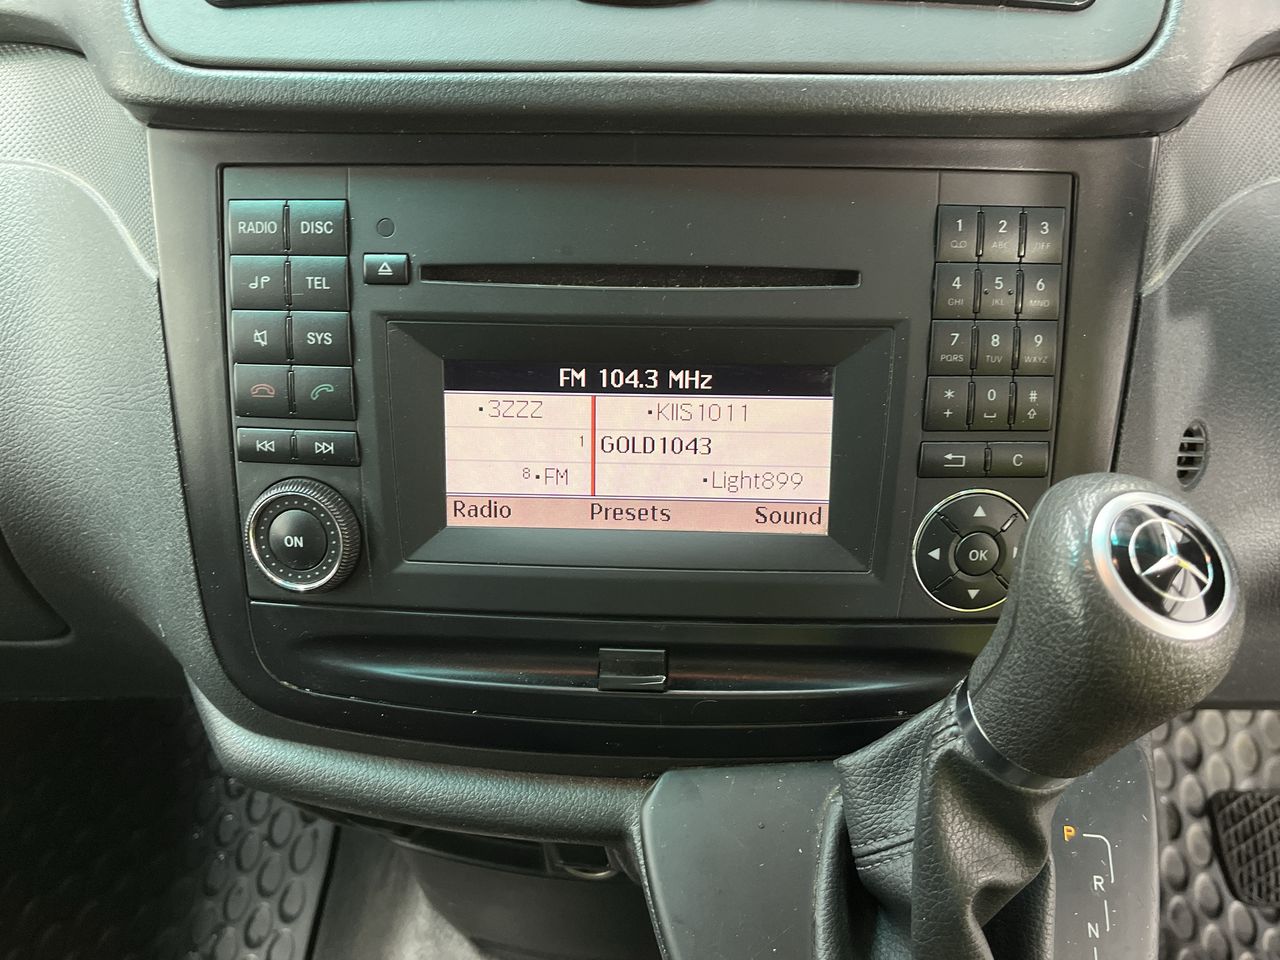 RADIO DISC
TEL
SYS
ON
FM 104.3 MHz
•3ZZZ •KIIS1011
1 GOLD1043
8•FM •Light899
Radio Presets Sound
1 2 3
ABC
4 5 6
GHI JKL MNO
7 8 9
PQRS TUV WXYZ
* 0 #
+
C
OK
P
R
N